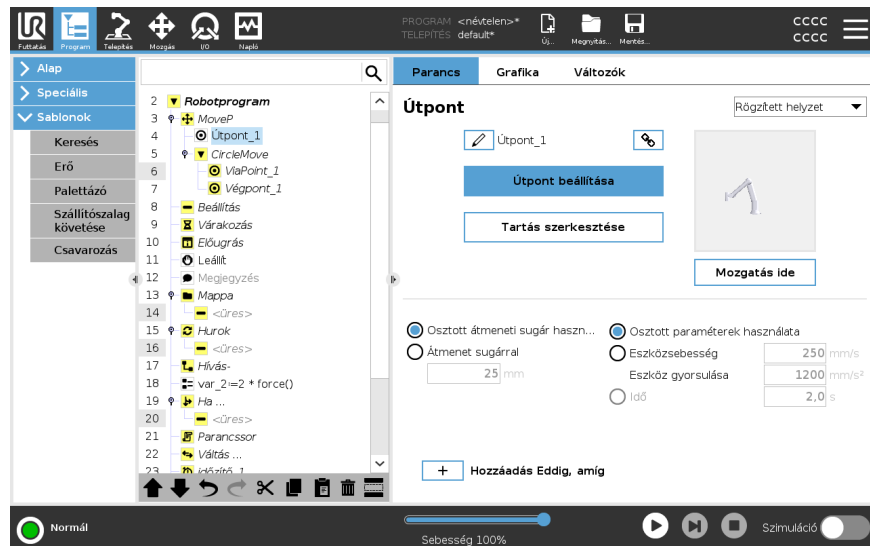 PROGRAM <névtelen>*
TELEPÍTÉS default*
Futtatás Program Telepítés Mozgás I/O Napló
Új... Megnyitás... Mentés...
CCCC
CCCC
Alap
Speciális
Sablonok
Keresés
Erő
Palettázó
Szállítószalag
követése
Csavarozás
2 Robotprogram
3 MoveP
4 Útpont_1
5 CircleMove
6 ViaPoint_1
7 Végpont_1
8 Beállítás
9 Várakozás
10 Előugrás
11 Leállít
12 Megjegyzés
13 Mappa
14 <üres>
15 Hurok
16 <üres>
17 Hívás-
18 var_2:=2 * force()
19 Ha ...
20 <üres>
21 Parancssor
22 Váltás ...
23 időzítő_1
Parancs Grafika Változók
Útpont
Rögzített helyzet
Útpont_1
Útpont beállítása
Tartás szerkesztése
Mozgatás ide
Osztott átmeneti sugár haszn...
Átmenet sugárral
25 mm
Osztott paraméterek használata
Eszközsebesség 250 mm/s
Eszköz gyorsulása 1200 mm/s²
Idő 2,0 s
+ Hozzáadás Eddig, amíg
Normál
Sebesség 100%
Szimuláció